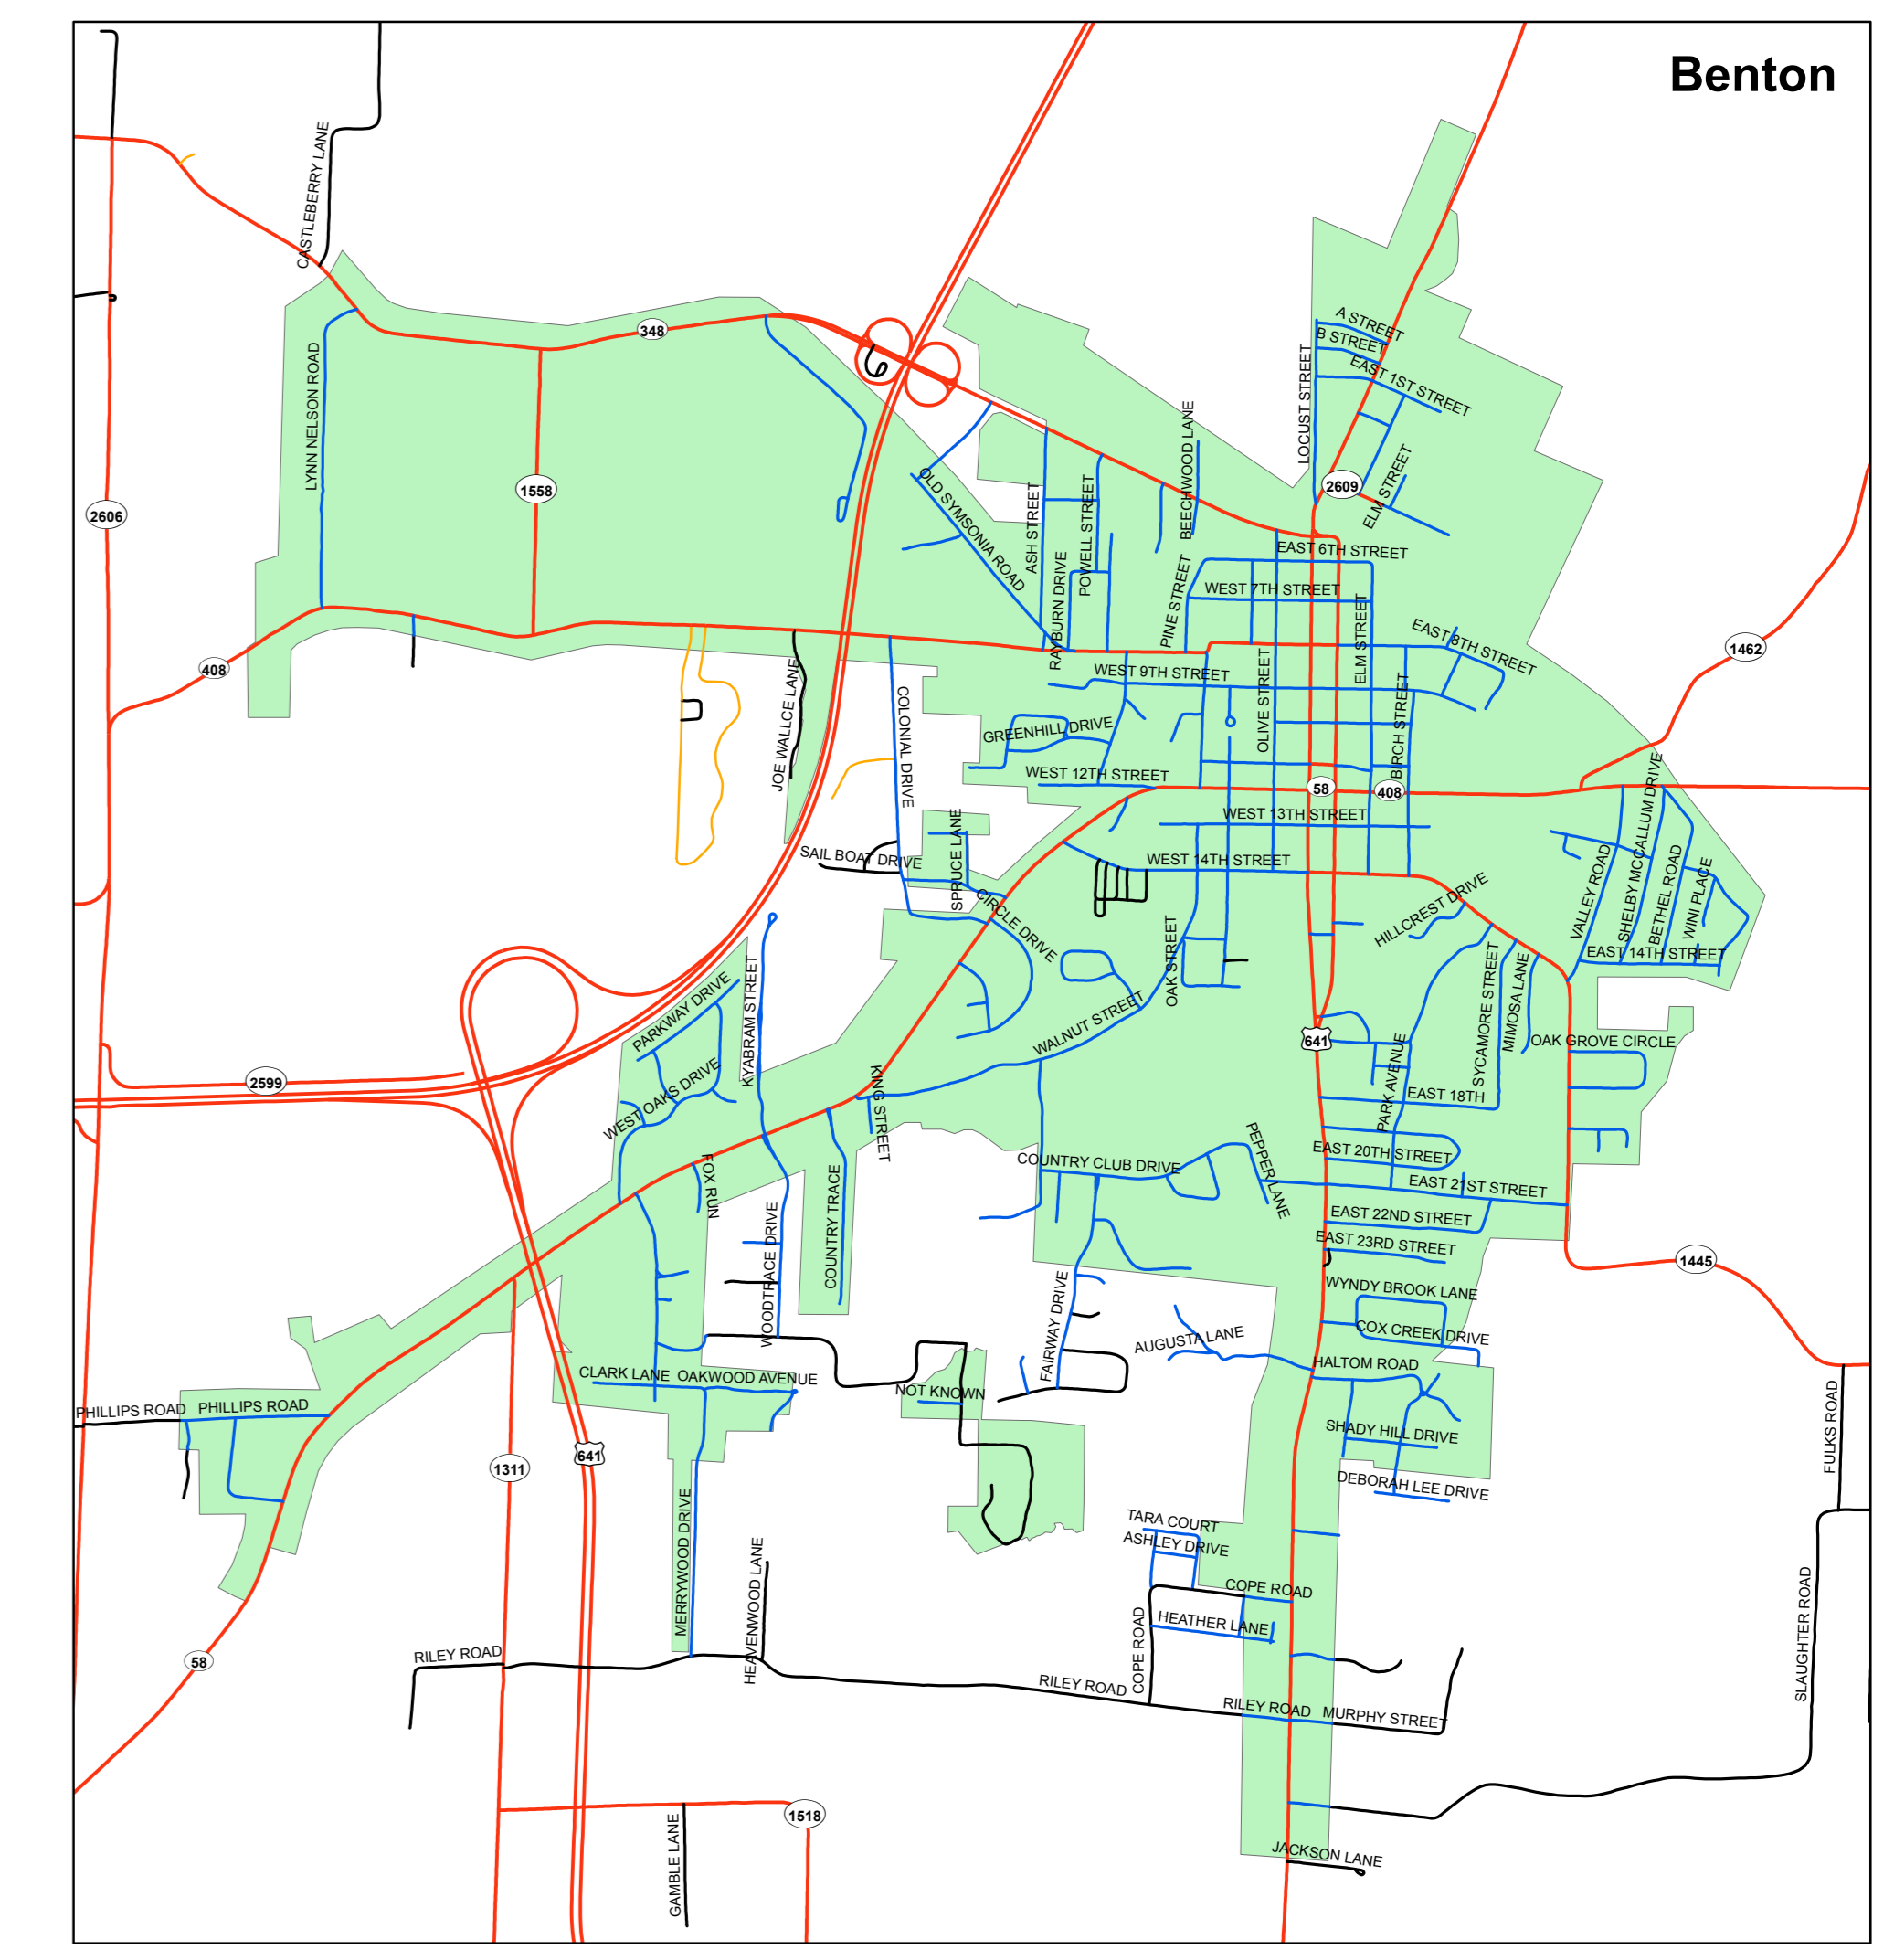 Benton
CASTLEBERRY LANE
A STREET
B STREET
348
LOCUST STREET
EAST 1ST STREET
LYNN NELSON ROAD
BEECHWOOD LANE
1558
2609
ELM STREET
2606
OLD SYMSONIA ROAD
ASH STREET
POWELL STREET
EAST 6TH STREET
RAYBURN DRIVE
PINE STREET
WEST 7TH STREET
ELM STREET
EAST 8TH STREET
1462
408
WEST 9TH STREET
OLIVE STREET
BIRCH STREET
JOE WALLCE LANE
COLONIAL DRIVE
GREENHILL DRIVE
WEST 12TH STREET
58
408
SHELBY MCCALLUM DRIVE
WEST 13TH STREET
SAIL BOAT DRIVE
SPRUCE LANE
WEST 14TH STREET
VALLEY ROAD
BETHEL ROAD
WINI PLACE
HILLCREST DRIVE
CIRCLE DRIVE
OAK STREET
EAST 14TH STREET
PARKWAY DRIVE
KYABRAM STREET
SYCAMORE STREET
MIMOSA LANE
WALNUT STREET
641
OAK GROVE CIRCLE
2599
WEST OAKS DRIVE
KING STREET
PARK AVENUE
EAST 18TH
PEPPER LANE
EAST 20TH STREET
COUNTRY CLUB DRIVE
FOX RUN
EAST 21ST STREET
WOODTRACE DRIVE
COUNTRY TRACE
EAST 22ND STREET
EAST 23RD STREET
1445
WYNDY BROOK LANE
FAIRWAY DRIVE
AUGUSTA LANE
COX CREEK DRIVE
HALTOM ROAD
CLARK LANE
OAKWOOD AVENUE
NOT KNOWN
PHILLIPS ROAD
PHILLIPS ROAD
FULKS ROAD
SHADY HILL DRIVE
641
1311
DEBORAH LEE DRIVE
MERRYWOOD DRIVE
TARA COURT
ASHLEY DRIVE
HEAVENWOOD LANE
COPE ROAD
SLAUGHTER ROAD
HEATHER LANE
COPE ROAD
58
RILEY ROAD
RILEY ROAD
RILEY ROAD
MURPHY STREET
1518
GAMBLE LANE
JACKSON LANE